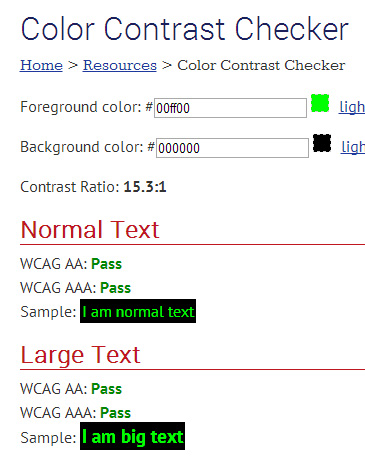 Color Contrast Checker
Home > Resources > Color Contrast Checker
Foreground color: #00ff00 ligh
Background color: #000000 ligh
Contrast Ratio: 15.3:1
Normal Text
WCAG AA: Pass
WCAG AAA: Pass
Sample: I am normal text
Large Text
WCAG AA: Pass
WCAG AAA: Pass
Sample: I am big text